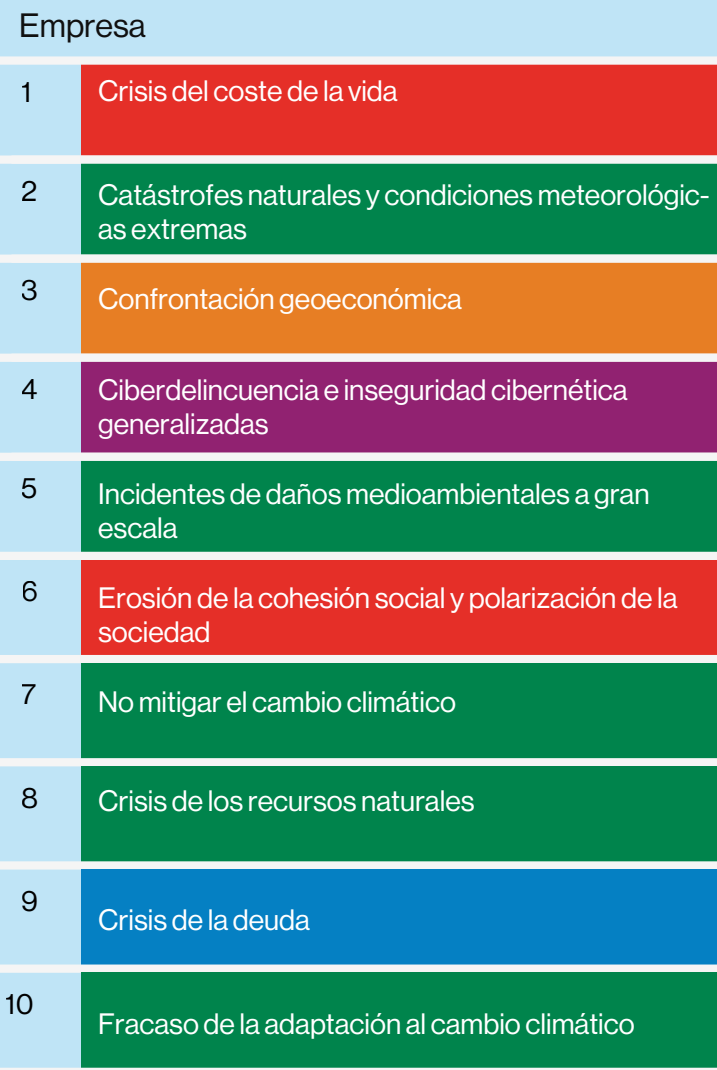 Empresa
1
Crisis del coste de la vida
2
Catástrofes naturales y condiciones meteorológic-
as extremas
3
Confrontación geoeconómica
4
Ciberdelincuencia e inseguridad cibernética
generalizadas
5
Incidentes de daños medioambientales a gran
escala
6
Erosión de la cohesión social y polarización de la
sociedad
7
No mitigar el cambio climático
8
Crisis de los recursos naturales
9
Crisis de la deuda
10
Fracaso de la adaptación al cambio climático